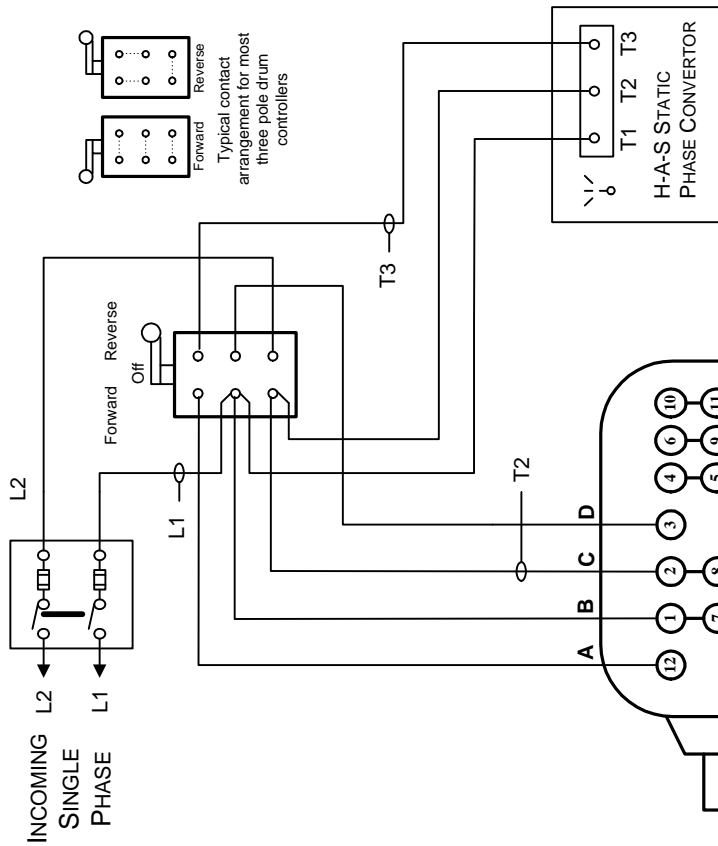 Forward
Reverse
Typical contact
arrangement for most
three pole drum
controllers
T3
T2
T1
H-A-S STATIC
PHASE CONVERTOR
T3
Forward
Off
Reverse
L2
L1
L2
L1
INCOMING
SINGLE
PHASE
T2
A
B
C
D
12
1
2
3
4
6
10
7
8
5
9
11